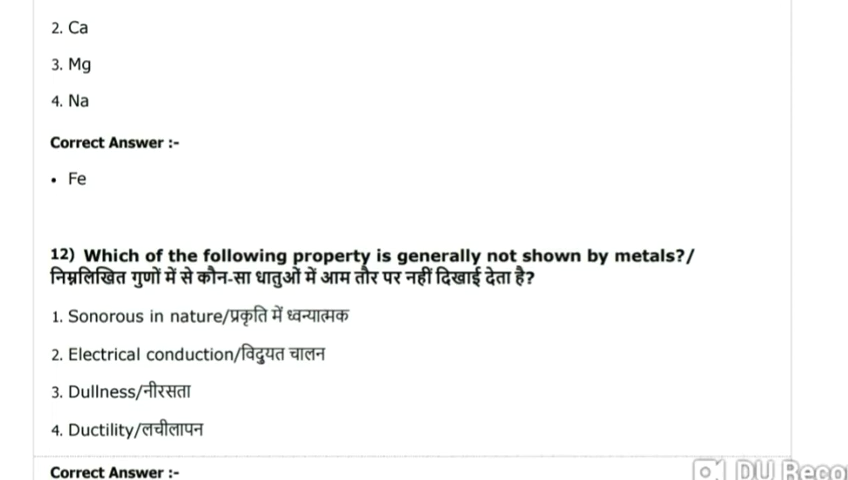 2. Ca
3. Mg
4. Na
Correct Answer :-
• Fe
12) Which of the following property is generally not shown by metals?/
निम्नलिखित गुणों में से कौन-सा धातुओं में आम तौर पर नहीं दिखाई देता है?
1. Sonorous in nature/प्रकृति में ध्वन्यात्मक
2. Electrical conduction/विदुयत चालन
3. Dullness/नीरसता
4. Ductility/लचीलापन
Correct Answer :-
DU Reco